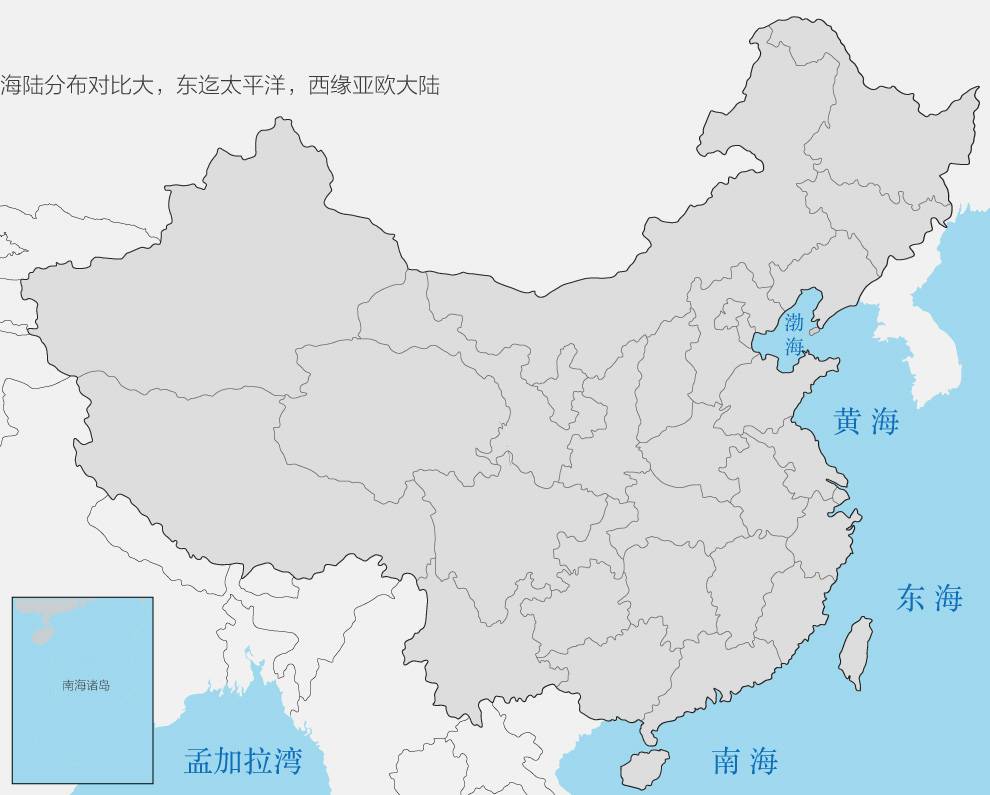 海陆分布对比大，东迄太平洋，西缘亚欧大陆
渤
海
黄海
东海
南海诸岛
孟加拉湾
南海